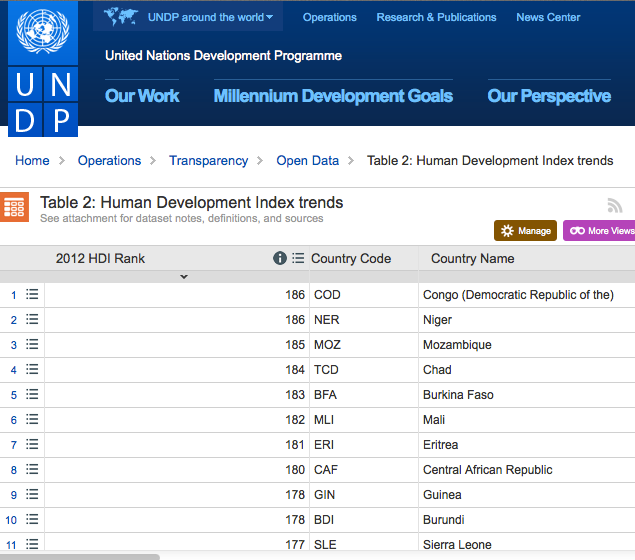 UNDP around the world Operations Research & Publications News Center
United Nations Development Programme
UN
DP
Our Work Millennium Development Goals Our Perspective
Home > Operations > Transparency > Open Data > Table 2: Human Development Index trends
Table 2: Human Development Index trends
See attachment for dataset notes, definitions, and sources
Manage More Views
2012 HDI Rank Country Code Country Name
1 186 COD Congo (Democratic Republic of the)
2 186 NER Niger
3 185 MOZ Mozambique
4 184 TCD Chad
5 183 BFA Burkina Faso
6 182 MLI Mali
7 181 ERI Eritrea
8 180 CAF Central African Republic
9 178 GIN Guinea
10 178 BDI Burundi
11 177 SLE Sierra Leone